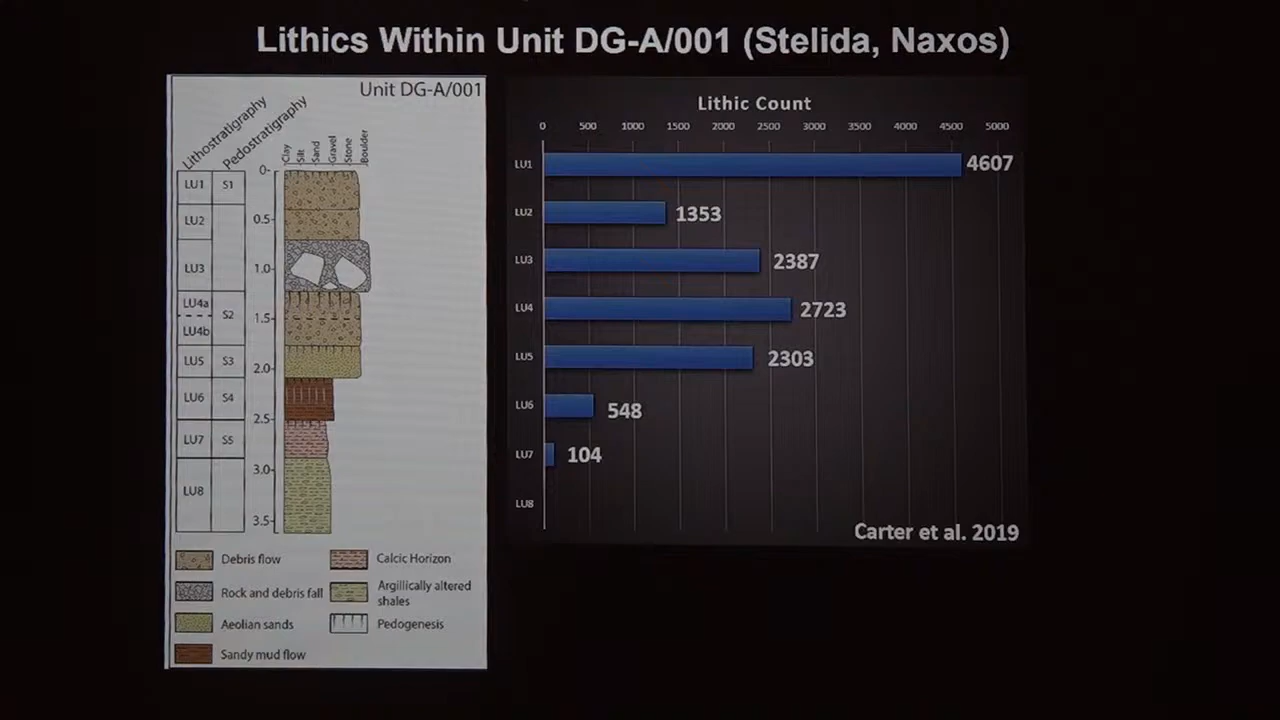 Lithics Within Unit DG-A/001 (Stelida, Naxos)
Unit DG-A/001
Lithostratigraphy
Pedostratigraphy
Clay
Silt
Sand
Gravel
Stone
Boulder
LU1 S1
LU2
LU3
LU4a
S2
LU4b
LU5 S3
LU6 S4
LU7 S5
LU8
0
0.5
1.0
1.5
2.0
2.5
3.0
3.5
Debris flow
Rock and debris fall
Aeolian sands
Sandy mud flow
Calcic Horizon
Argillically altered
shales
Pedogenesis
Lithic Count
0 500 1000 1500 2000 2500 3000 3500 4000 4500 5000
LU1 4607
LU2 1353
LU3 2387
LU4 2723
LU5 2303
LU6 548
LU7 104
LU8
Carter et al. 2019